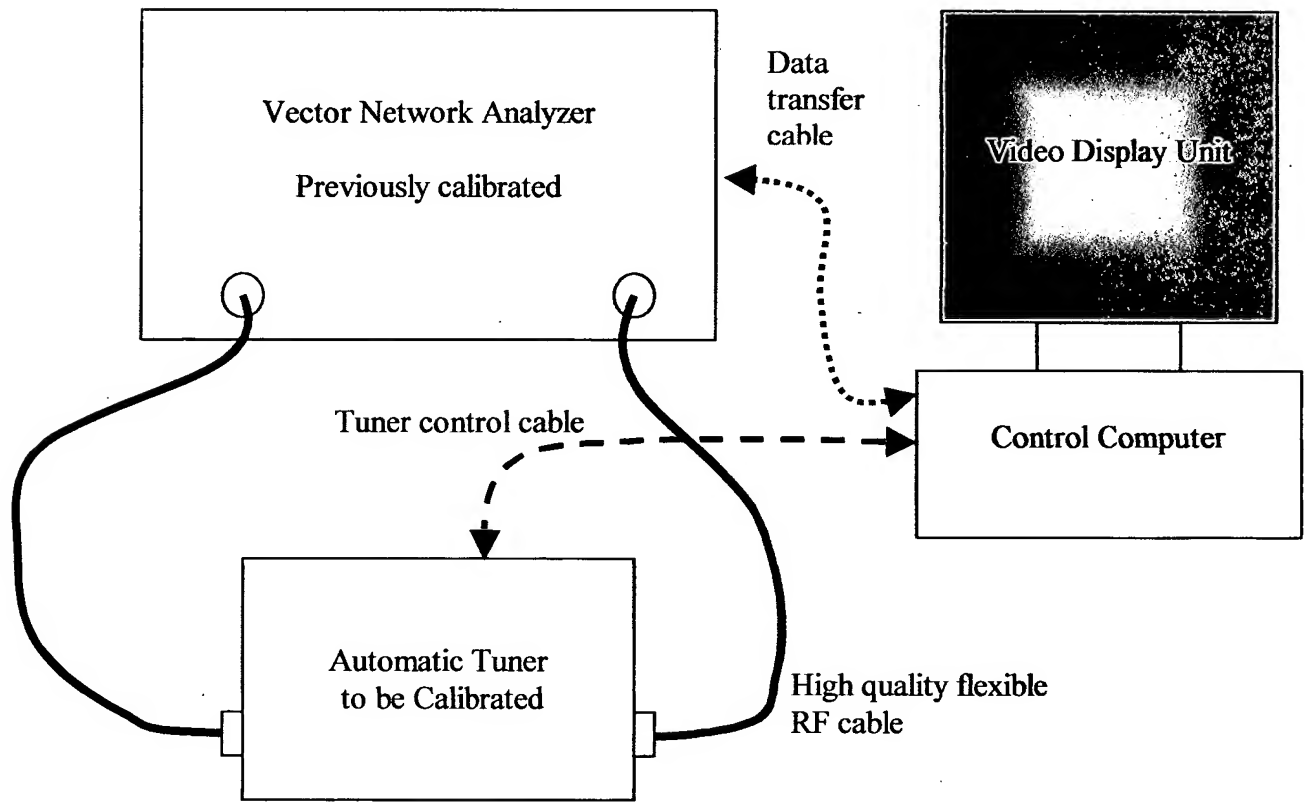 Vector Network Analyzer
Previously calibrated
Data
transfer
cable
Video Display Unit
Tuner control cable
Control Computer
Automatic Tuner
to be Calibrated
High quality flexible
RF cable